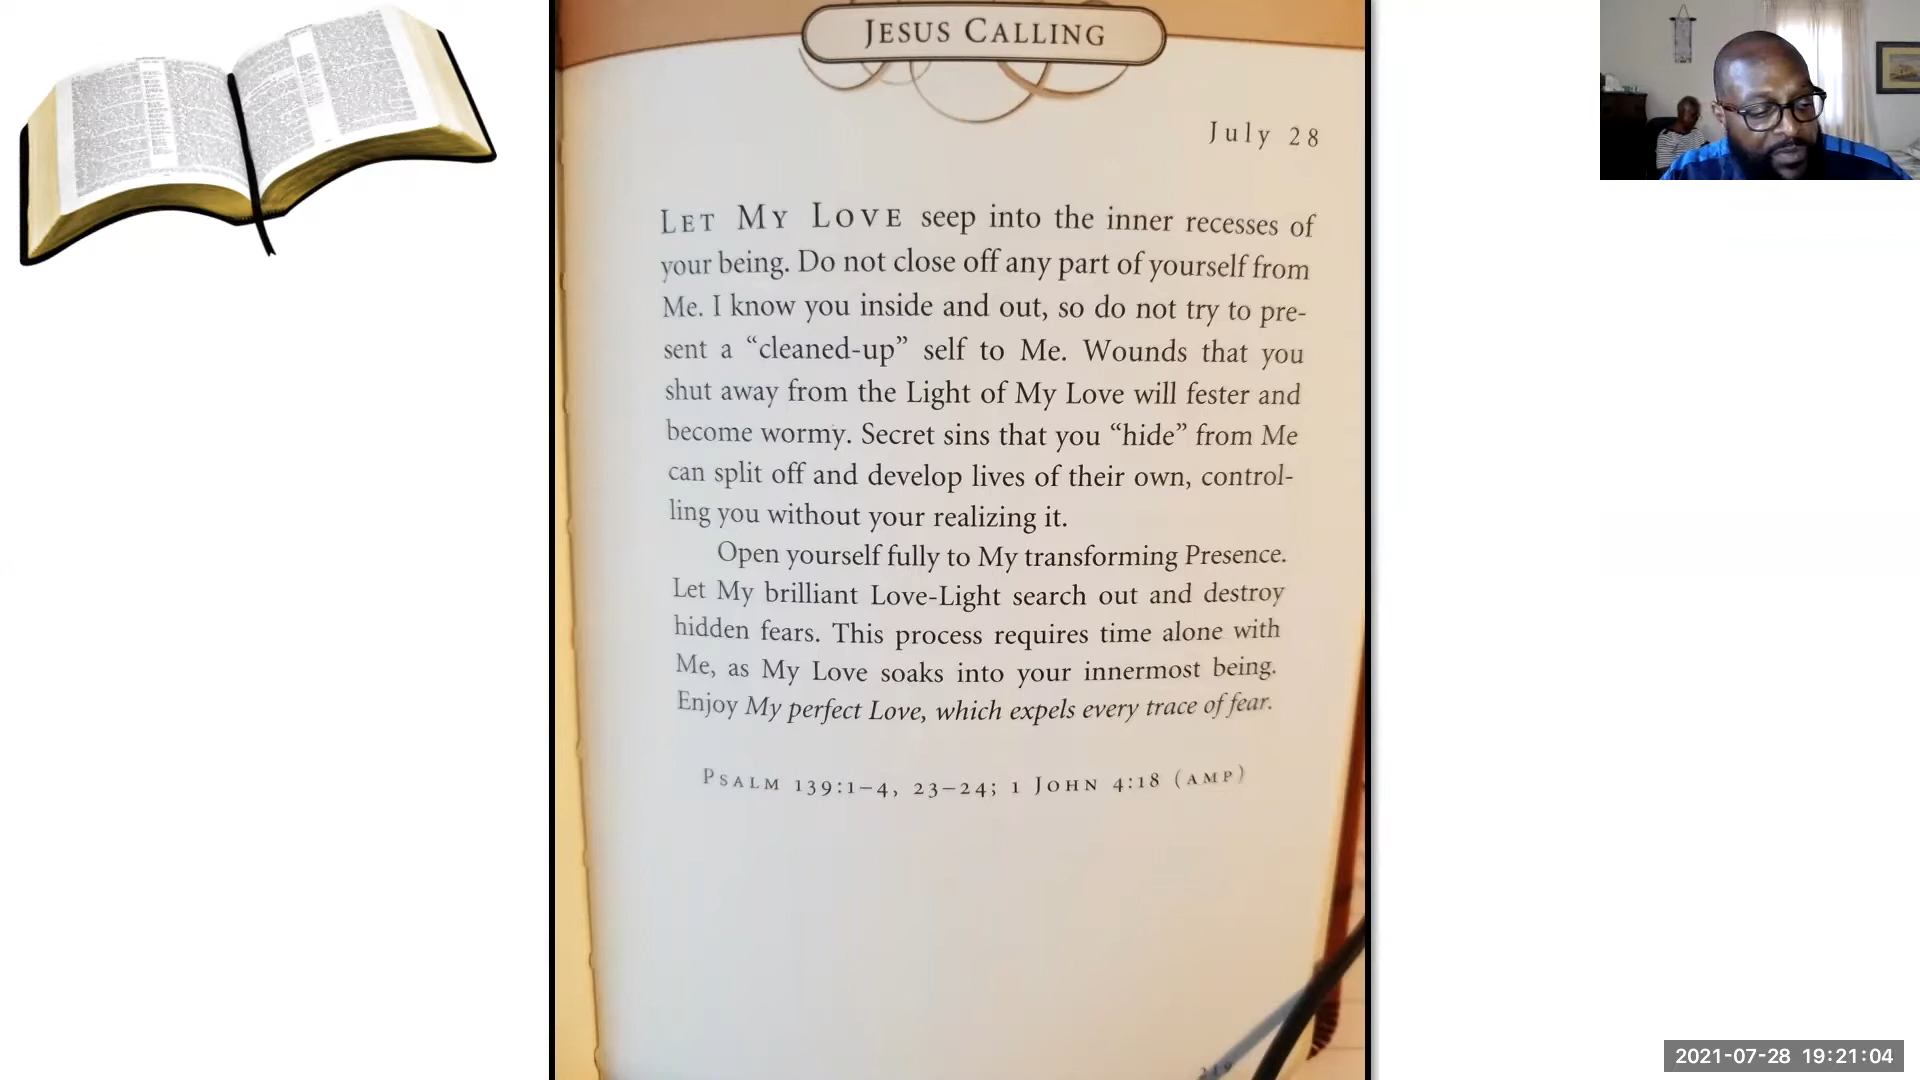 JESUS CALLING
July 28
LET MY LOVE seep into the inner recesses of
your being. Do not close off any part of yourself from
Me. I know you inside and out, so do not try to pre-
sent a “cleaned-up” self to Me. Wounds that you
shut away from the Light of My Love will fester and
become wormy. Secret sins that you “hide” from Me
can split off and develop lives of their own, control-
ling you without your realizing it.
Open yourself fully to My transforming Presence.
Let My brilliant Love-Light search out and destroy
hidden fears. This process requires time alone with
Me, as My Love soaks into your innermost being.
Enjoy My perfect Love, which expels every trace of fear.
PSALM 139:1–4, 23–24; 1 JOHN 4:18 (AMP)
2021-07-28 19:21:04